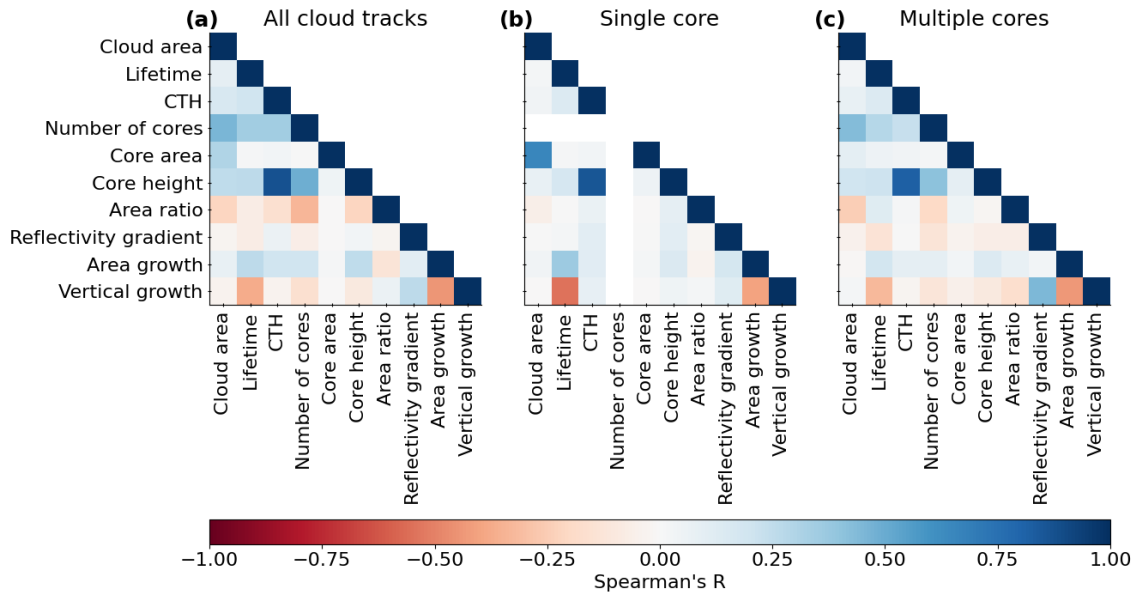 (a) All cloud tracks
(b) Single core
(c) Multiple cores
Cloud area
Lifetime
CTH
Number of cores
Core area
Core height
Area ratio
Reflectivity gradient
Area growth
Vertical growth
Cloud area
Lifetime
CTH
Number of cores
Core area
Core height
Area ratio
Reflectivity gradient
Area growth
Vertical growth
Cloud area
Lifetime
CTH
Number of cores
Core area
Core height
Area ratio
Reflectivity gradient
Area growth
Vertical growth
Cloud area
Lifetime
CTH
Number of cores
Core area
Core height
Area ratio
Reflectivity gradient
Area growth
Vertical growth
−1.00 −0.75 −0.50 −0.25 0.00 0.25 0.50 0.75 1.00
Spearman's R